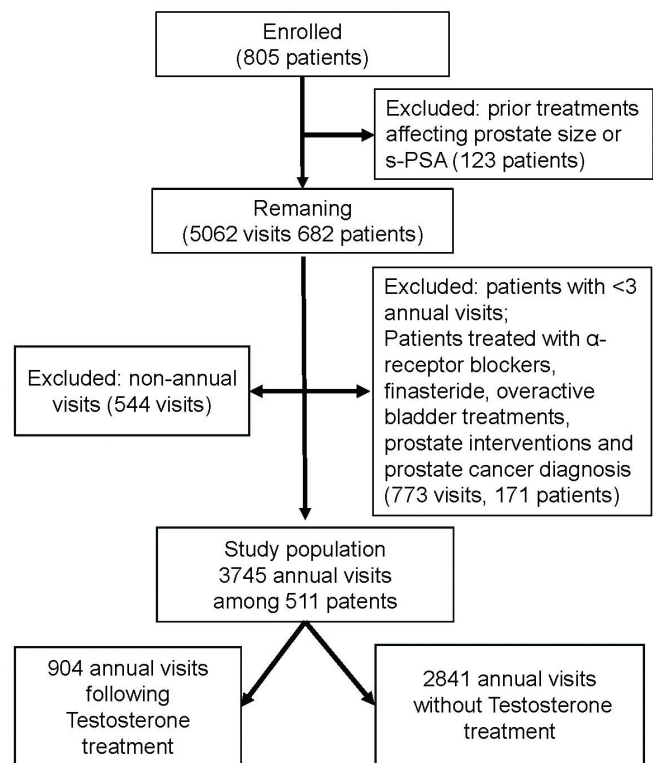 Enrolled
(805 patients)
Excluded: prior treatments
affecting prostate size or
s-PSA (123 patients)
Remaning
(5062 visits 682 patients)
Excluded: non-annual
visits (544 visits)
Excluded: patients with <3
annual visits;
Patients treated with α-
receptor blockers,
finasteride, overactive
bladder treatments,
prostate interventions and
prostate cancer diagnosis
(773 visits, 171 patients)
Study population
3745 annual visits
among 511 patents
904 annual visits
following
Testosterone
treatment
2841 annual visits
without Testosterone
treatment